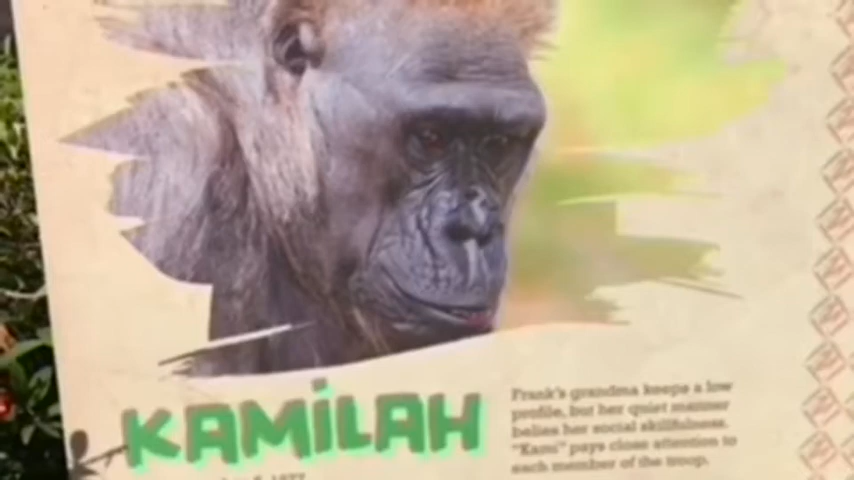 KAMiLAH
Frank's grandma keeps a low
profile, but her quiet manner
belies her social skillfulness.
"Kami" pays close attention to
each member of the troop.